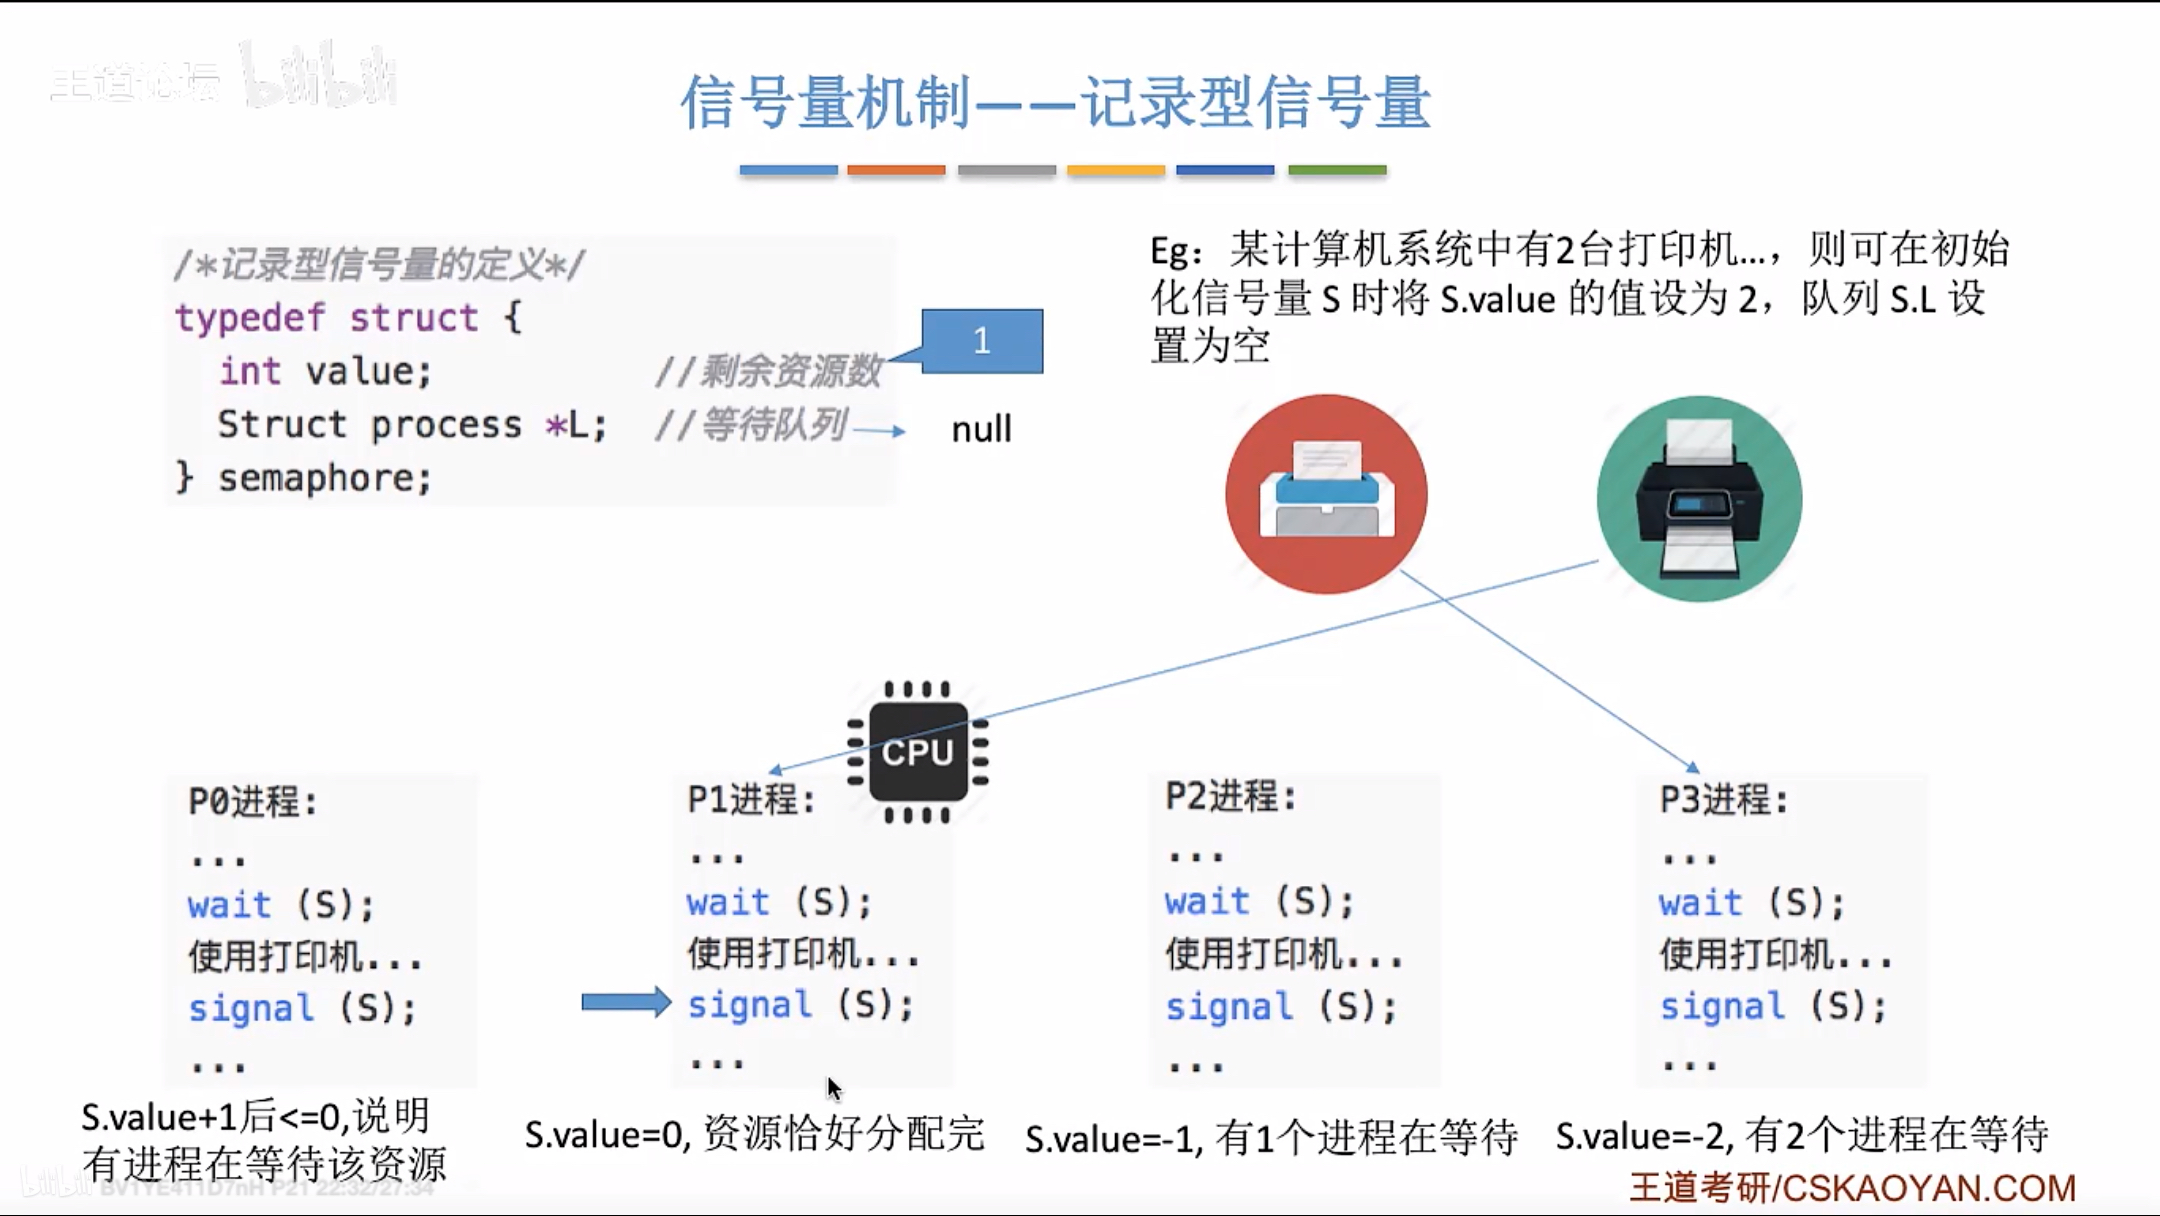 王道论坛 bilibili
信号量机制——记录型信号量
/*记录型信号量的定义*/
typedef struct {
int value; //剩余资源数
Struct process *L; //等待队列
} semaphore;
1
null
Eg：某计算机系统中有2台打印机...，则可在初始
化信号量 S 时将 S.value 的值设为 2，队列 S.L 设
置为空
CPU
P0进程:
...
wait (S);
使用打印机...
signal (S);
...
S.value+1后<=0,说明
有进程在等待该资源
P1进程:
...
wait (S);
使用打印机...
signal (S);
...
S.value=0, 资源恰好分配完
P2进程:
...
wait (S);
使用打印机...
signal (S);
...
S.value=-1, 有1个进程在等待
P3进程:
...
wait (S);
使用打印机...
signal (S);
...
S.value=-2, 有2个进程在等待
bilibili BV1YE411D7nH P21 22:32/27:34
王道考研/CSKAOYAN.COM